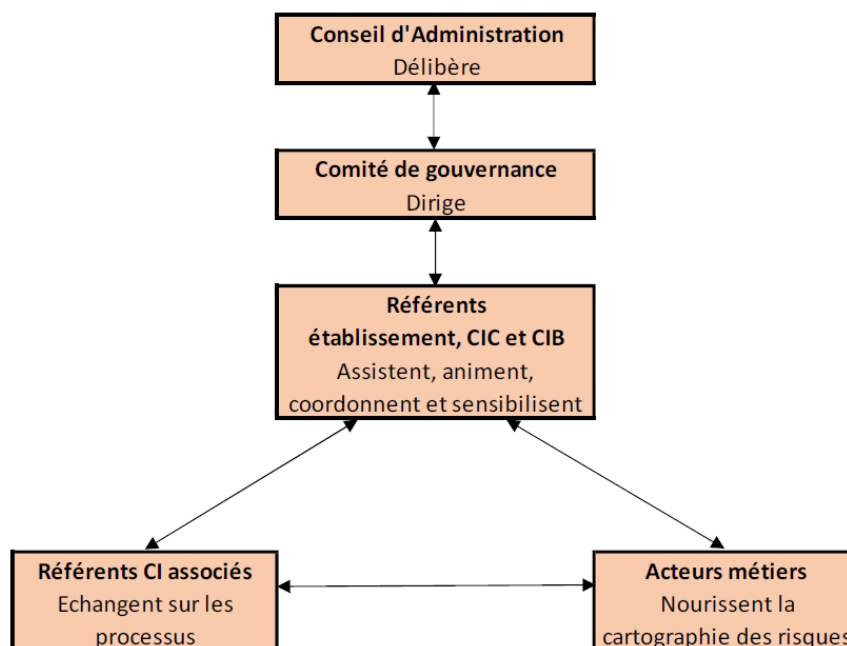 Conseil d'Administration
Délibère
Comité de gouvernance
Dirige
Référents
établissement, CIC et CIB
Assistent, animent,
coordonnent et sensibilisent
Référents CI associés
Echangent sur les
processus
Acteurs métiers
Nourissent la
cartographie des risques